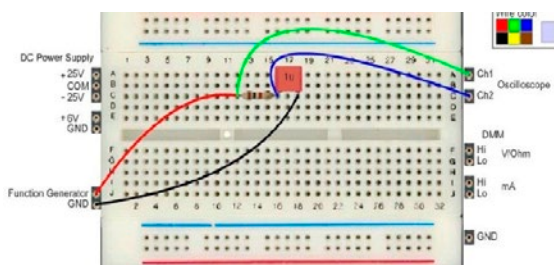 Wire color
1 3 5 7 9 11 13 15 17 19 21 23 25 27 29 31
DC Power Supply
+25V
COM
- 25V
+6V
GND
A
B
C
D
E
1u
Ch1
Oscilloscope
Ch2
DMM
Hi
V/Ohm
Lo
Hi
mA
Lo
F
G
H
I
J
Function Generator
GND
2 4 6 8 10 12 14 16 18 20 22 24 26 28 30 32
GND